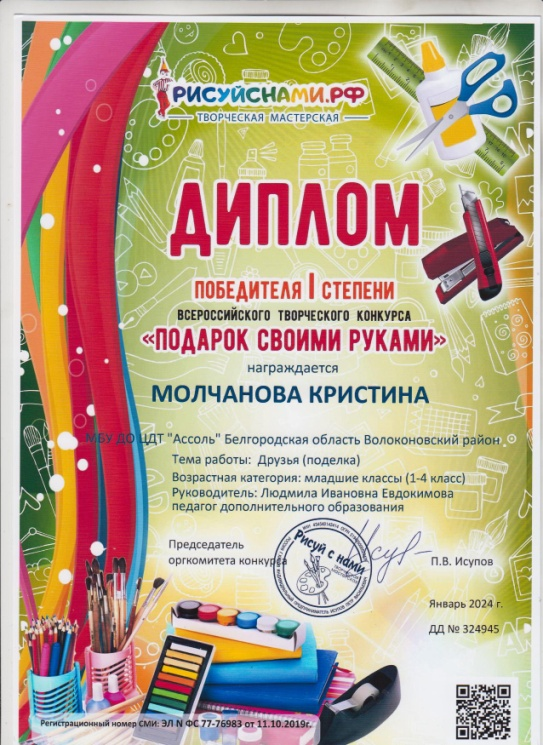 РИСУЙСНАМИ.РФ
ТВОРЧЕСКАЯ МАСТЕРСКАЯ
ДИПЛОМ
ПОБЕДИТЕЛЯ I СТЕПЕНИ
ВСЕРОССИЙСКОГО ТВОРЧЕСКОГО КОНКУРСА
«ПОДАРОК СВОИМИ РУКАМИ»
награждается
МОЛЧАНОВА КРИСТИНА
МБУ ДО ЦДТ "Ассоль" Белгородская область Волоконовский район
Тема работы: Друзья (поделка)
Возрастная категория: младшие классы (1-4 класс)
Руководитель: Людмила Ивановна Евдокимова
педагог дополнительного образования
Председатель
оргкомитета конкурса
Рисуй с нами
П.В. Исупов
Январь 2024 г.
ДД № 324945
Регистрационный номер СМИ: ЭЛ N ФС 77-76983 от 11.10.2019г.